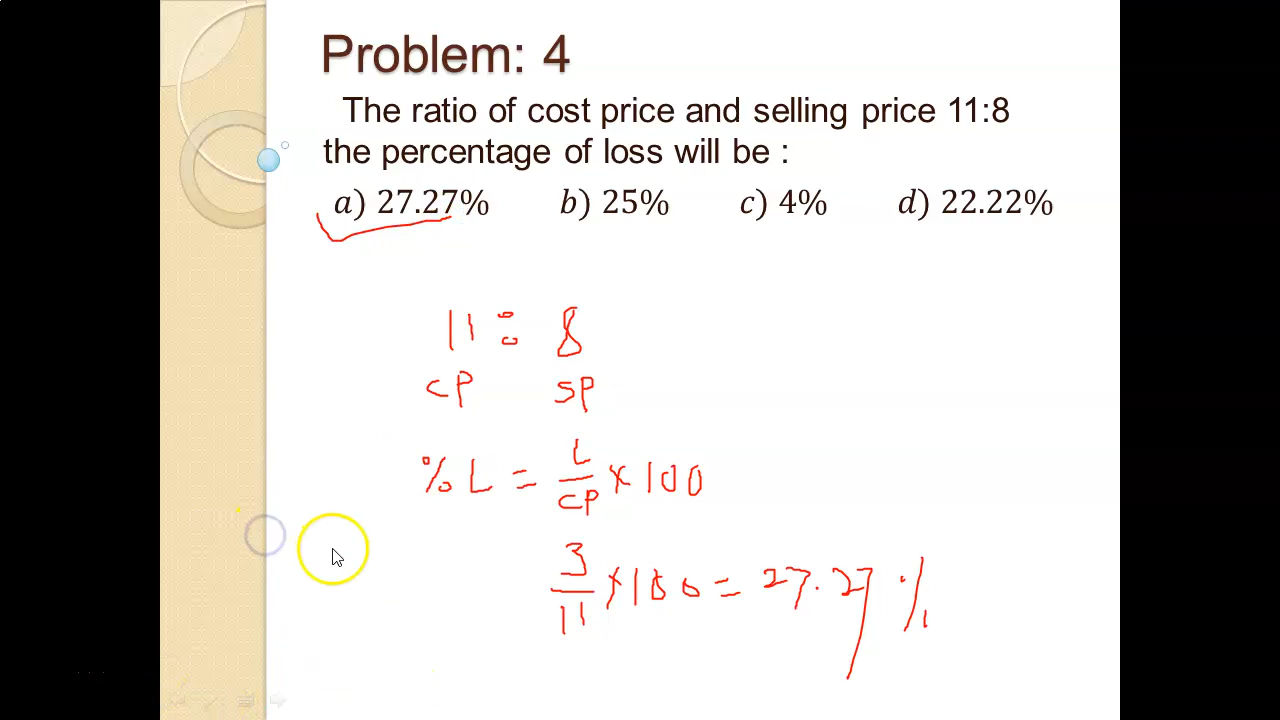 Problem: 4
The ratio of cost price and selling price 11:8
the percentage of loss will be :
a) 27.27% b) 25% c) 4% d) 22.22%
11 : 8
CP SP
% L = L/CP × 100
3/11 × 100 = 27.27 %